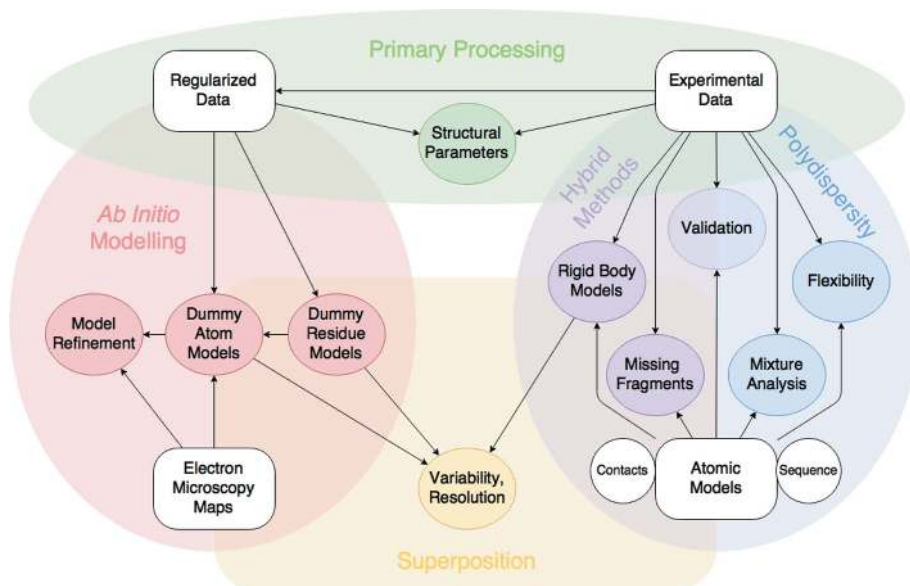 Primary Processing
Regularized
Data
Experimental
Data
Structural
Parameters
Ab Initio
Modelling
Hybrid
Methods
Polydispersity
Validation
Rigid Body
Models
Flexibility
Model
Refinement
Dummy
Atom
Models
Dummy
Residue
Models
Missing
Fragments
Mixture
Analysis
Electron
Microscopy
Maps
Variability,
Resolution
Contacts
Atomic
Models
Sequence
Superposition